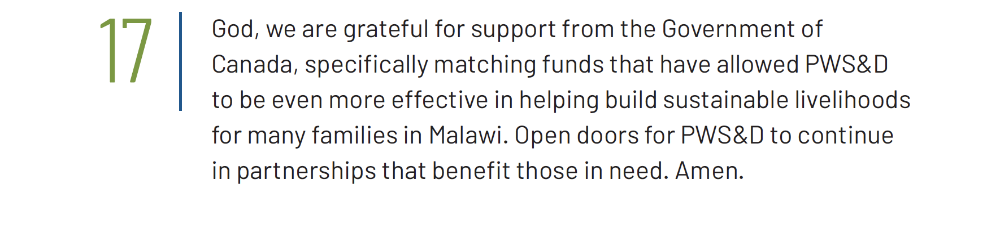 17
God, we are grateful for support from the Government of
Canada, specifically matching funds that have allowed PWS&D
to be even more effective in helping build sustainable livelihoods
for many families in Malawi. Open doors for PWS&D to continue
in partnerships that benefit those in need. Amen.